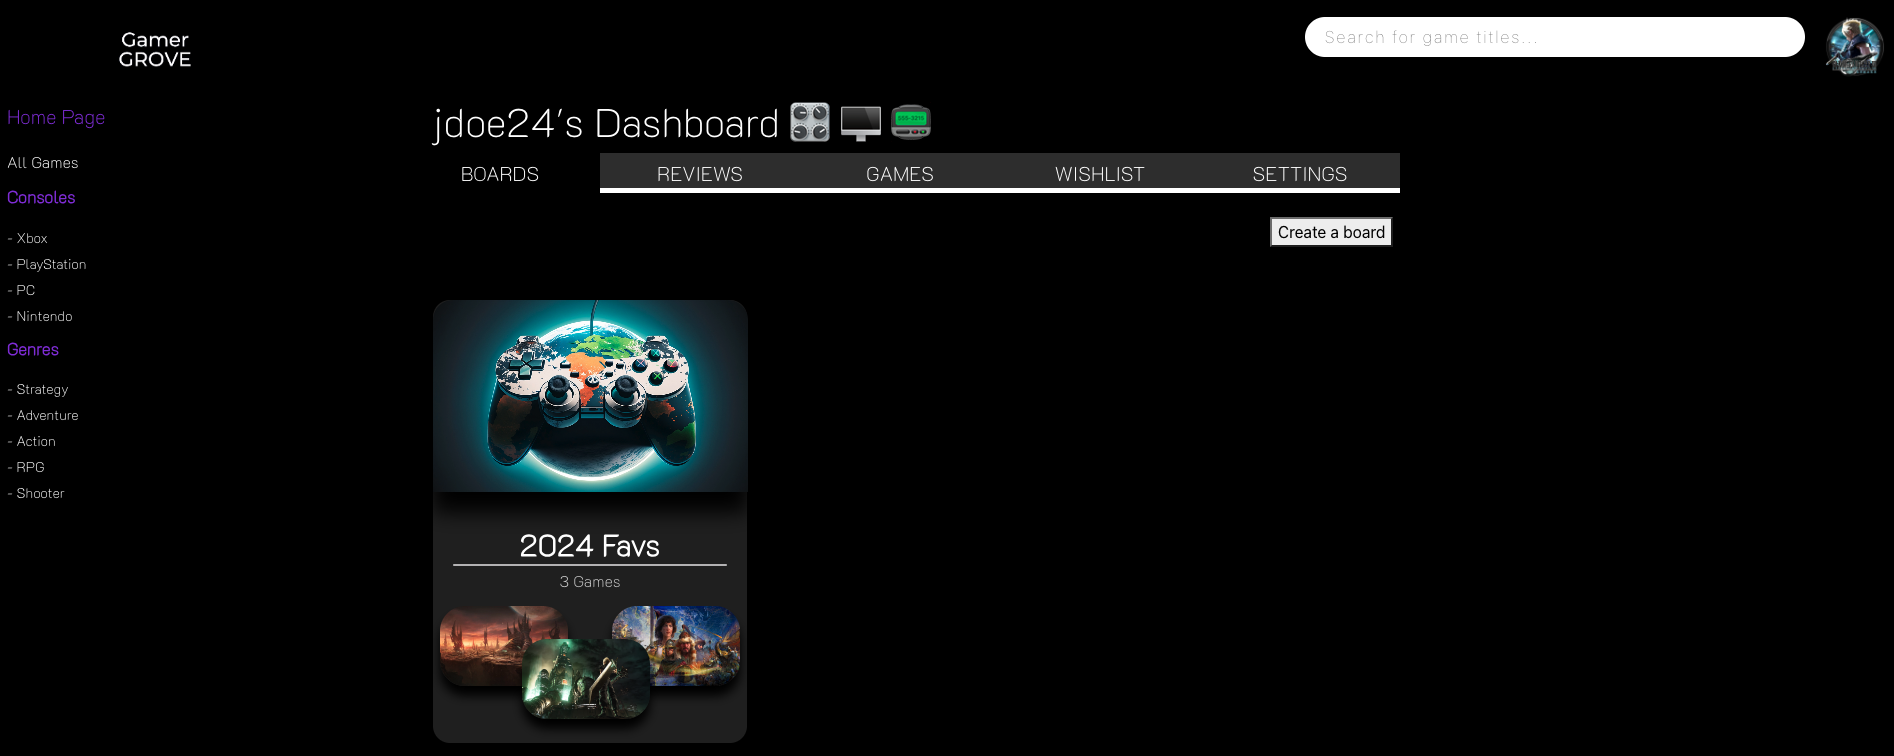 Gamer
GROVE
Search for game titles...
Home Page
All Games
Consoles
- Xbox
- PlayStation
- PC
- Nintendo
Genres
- Strategy
- Adventure
- Action
- RPG
- Shooter
jdoe24's Dashboard
BOARDS REVIEWS GAMES WISHLIST SETTINGS
Create a board
2024 Favs
3 Games